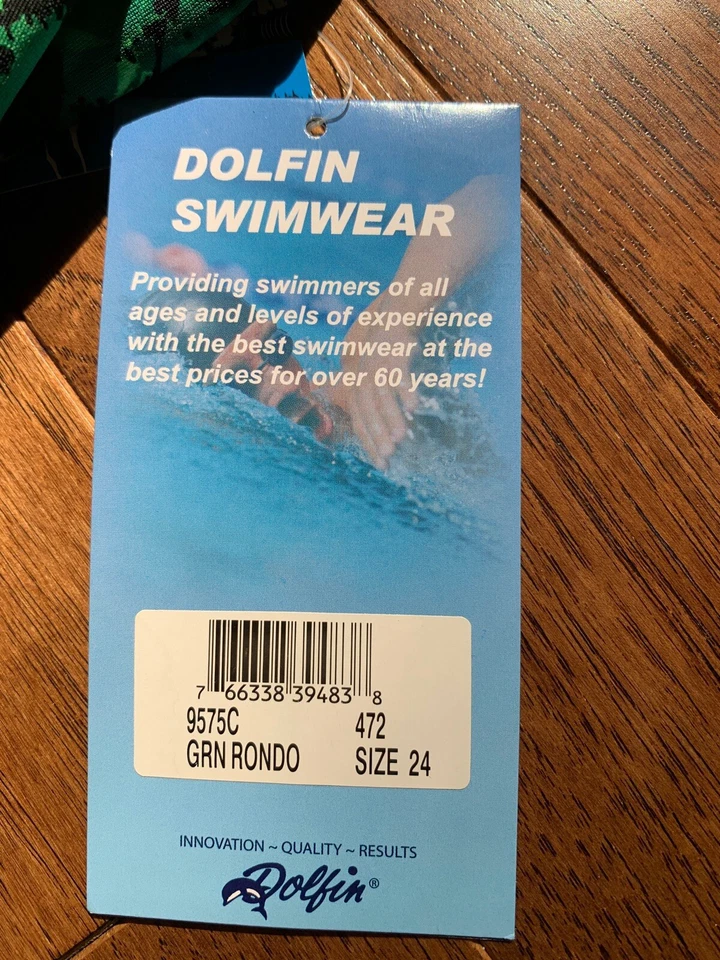 DOLFIN
SWIMWEAR
Providing swimmers of all
ages and levels of experience
with the best swimwear at the
best prices for over 60 years!
7 66338 39483 8
9575C 472
GRN RONDO SIZE 24
INNOVATION ~ QUALITY ~ RESULTS
Dolfin®